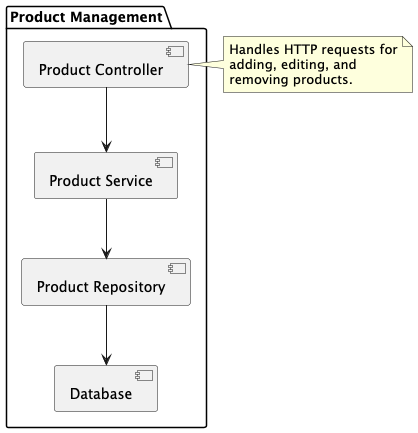 Product Management
Product Controller
Handles HTTP requests for
adding, editing, and
removing products.
Product Service
Product Repository
Database